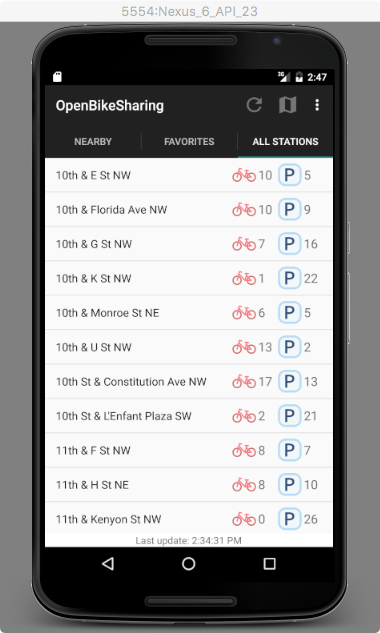 5554:Nexus_6_API_23
3G 2:47
OpenBikeSharing
NEARBY FAVORITES ALL STATIONS
10th & E St NW 10 P 5
10th & Florida Ave NW 10 P 9
10th & G St NW 7 P 16
10th & K St NW 1 P 22
10th & Monroe St NE 6 P 5
10th & U St NW 13 P 2
10th St & Constitution Ave NW 17 P 13
10th St & L'Enfant Plaza SW 2 P 21
11th & F St NW 8 P 7
11th & H St NE 8 P 10
11th & Kenyon St NW 0 P 26
Last update: 2:34:31 PM